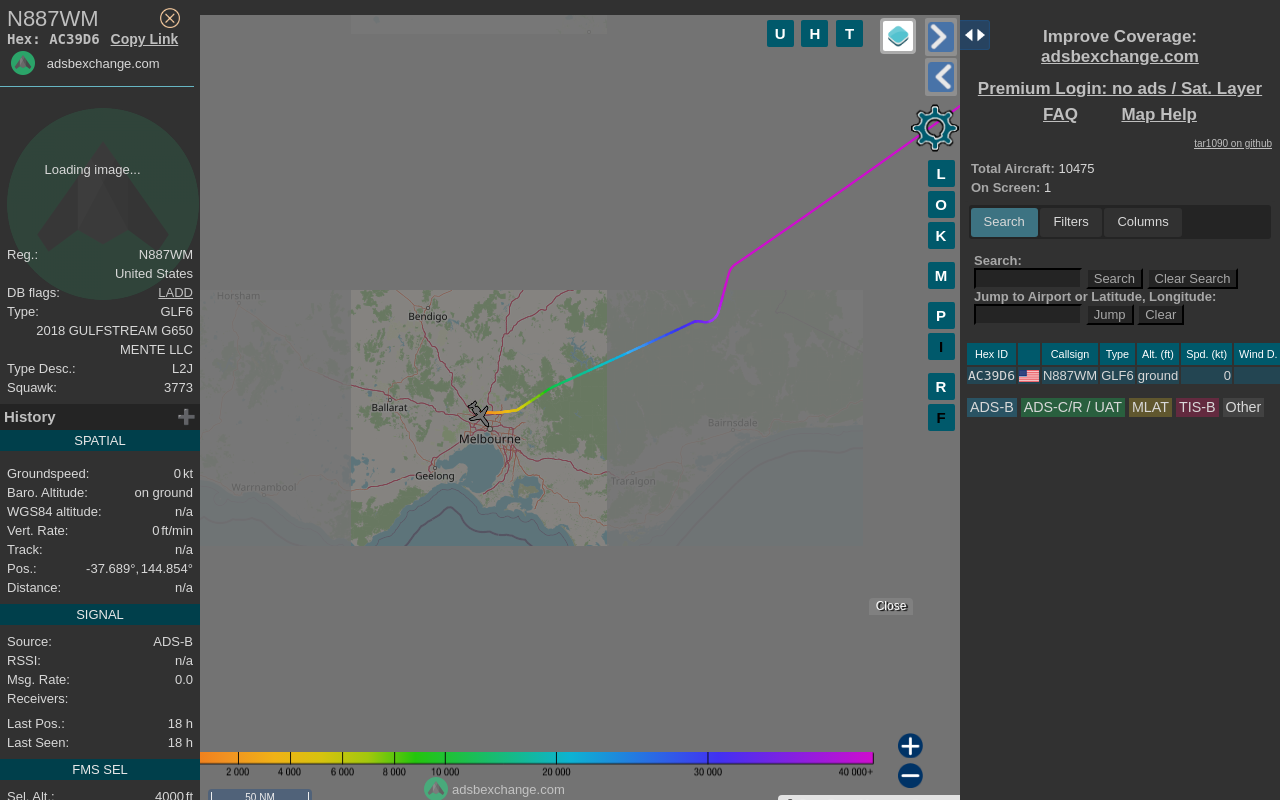 N887WM
Hex: AC39D6 Copy Link
adsbexchange.com
Loading image...
Reg.: N887WM
United States
DB flags: LADD
Type: GLF6
2018 GULFSTREAM G650
MENTE LLC
Type Desc.: L2J
Squawk: 3773
History
SPATIAL
Groundspeed: 0 kt
Baro. Altitude: on ground
WGS84 altitude: n/a
Vert. Rate: 0 ft/min
Track: n/a
Pos.: -37.689°, 144.854°
Distance: n/a
SIGNAL
Source: ADS-B
RSSI: n/a
Msg. Rate: 0.0
Receivers:
Last Pos.: 18 h
Last Seen: 18 h
FMS SEL
Sel. Alt.: 4000 ft
U H T
L
O
K
M
P
I
R
F
Horsham
Bendigo
Ballarat
Melbourne
Geelong
Bairnsdale
Traralgon
Warrnambool
Close
2 000 4 000 6 000 8 000 10 000 20 000 30 000 40 000+
adsbexchange.com
50 NM
Improve Coverage:
adsbexchange.com
Premium Login: no ads / Sat. Layer
FAQ Map Help
tar1090 on github
Total Aircraft: 10475
On Screen: 1
Search Filters Columns
Search:
Search Clear Search
Jump to Airport or Latitude, Longitude:
Jump Clear
Hex ID Callsign Type Alt. (ft) Spd. (kt) Wind D.
AC39D6 N887WM GLF6 ground 0
ADS-B ADS-C/R / UAT MLAT TIS-B Other